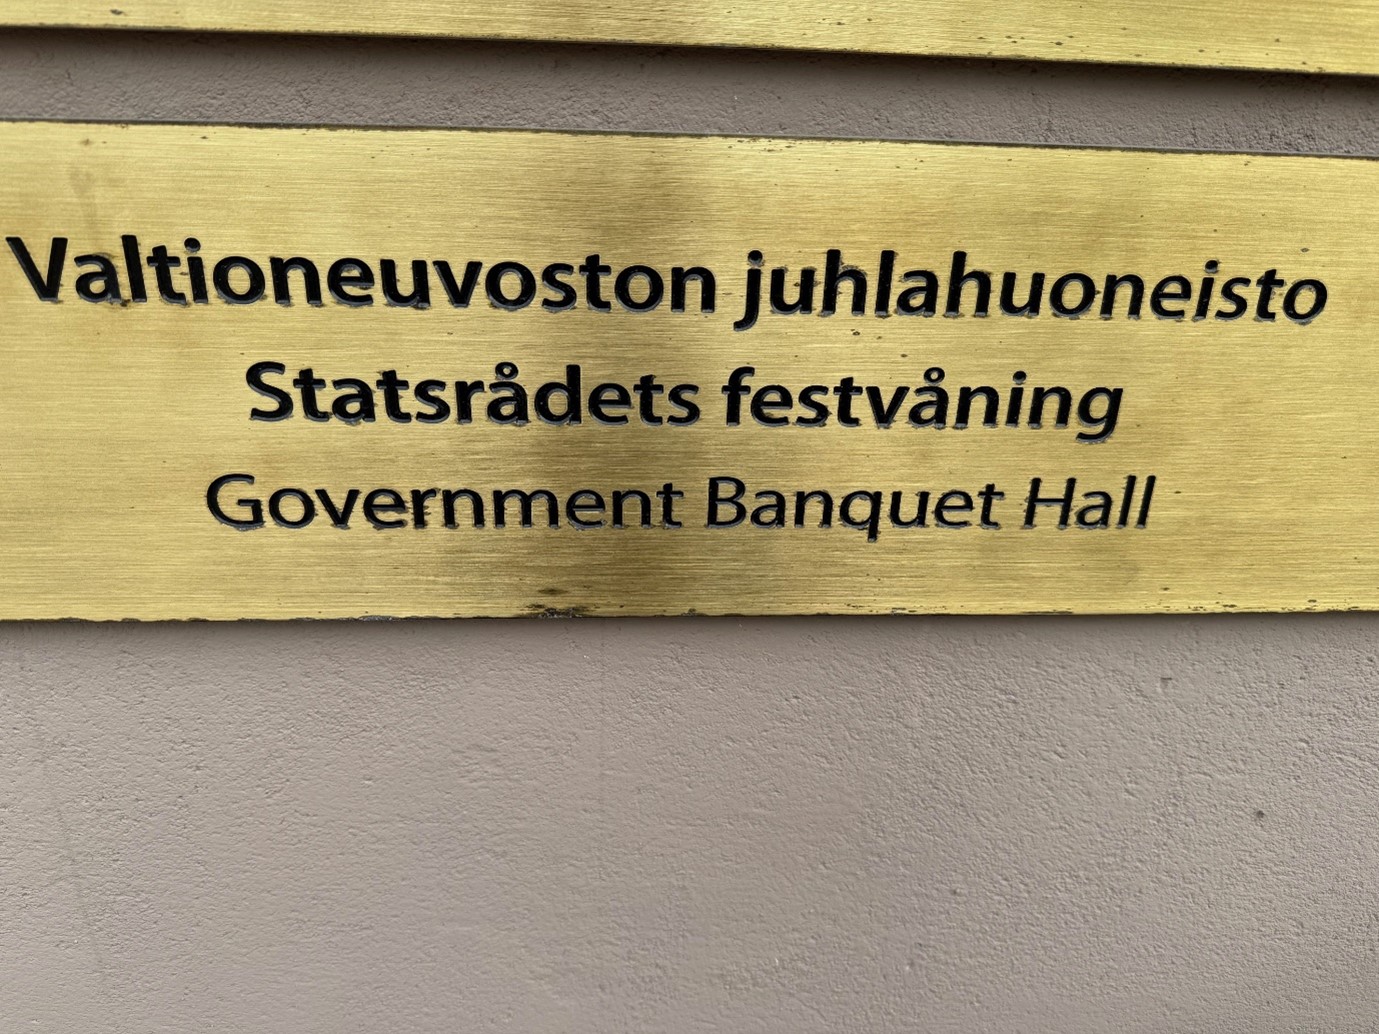 Valtioneuvoston juhlahuoneisto
Statsrådets festvåning
Government Banquet Hall